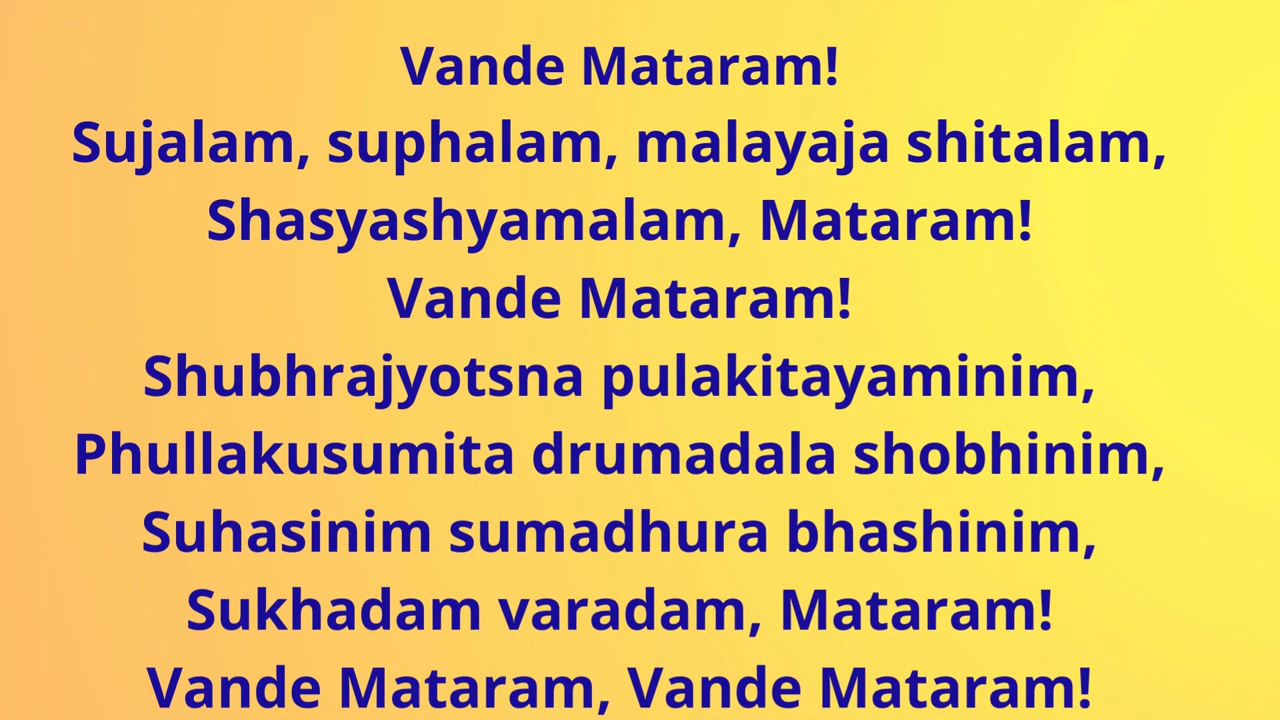 Vande Mataram!
Sujalam, suphalam, malayaja shitalam,
Shasyashyamalam, Mataram!
Vande Mataram!
Shubhrajyotsna pulakitayaminim,
Phullakusumita drumadala shobhinim,
Suhasinim sumadhura bhashinim,
Sukhadam varadam, Mataram!
Vande Mataram, Vande Mataram!